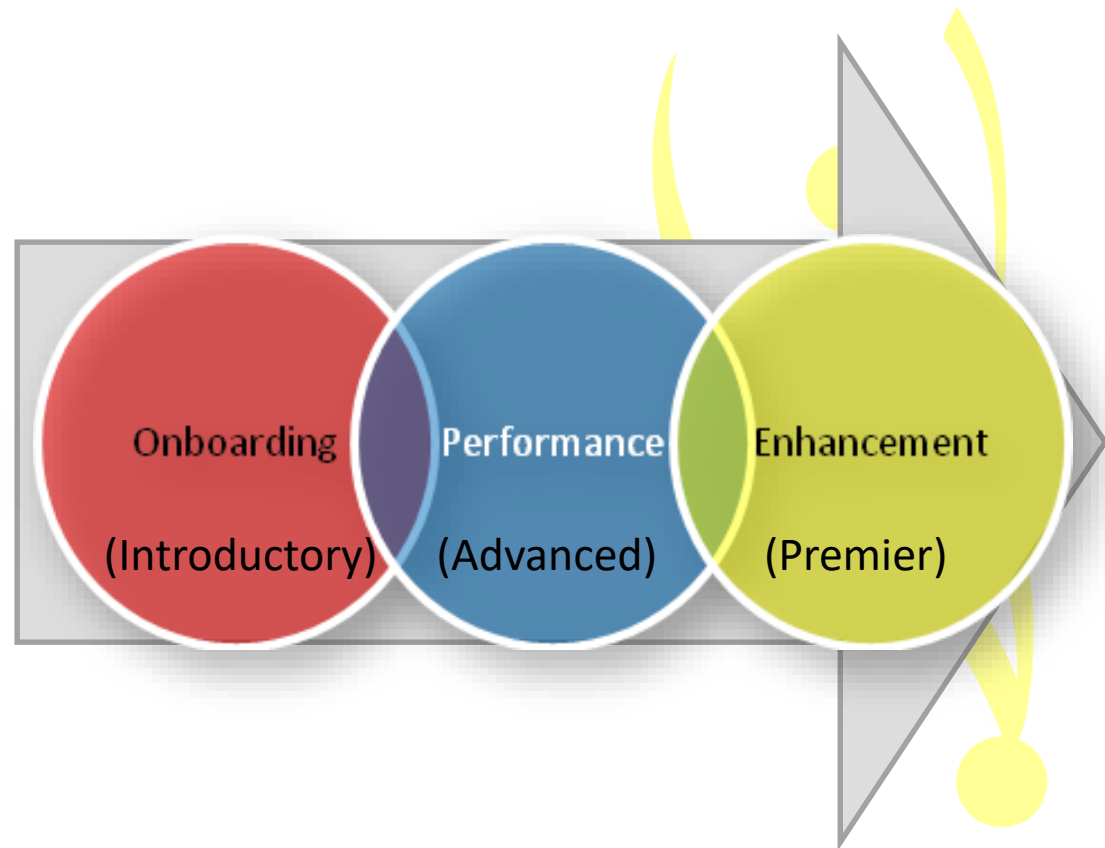 Onboarding
(Introductory)
Performance
(Advanced)
Enhancement
(Premier)